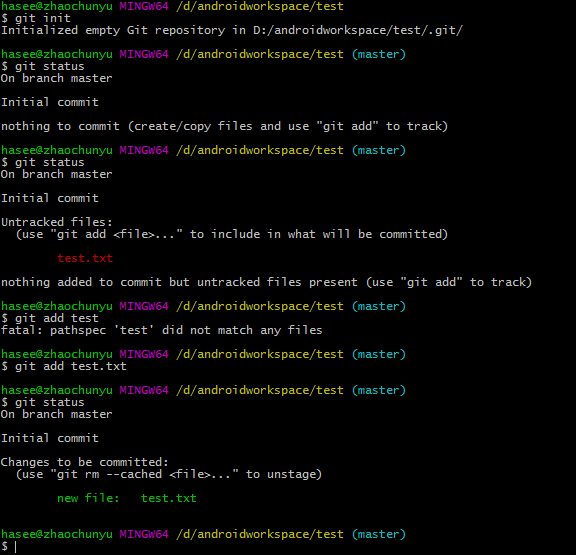 hasee@zhaochunyu MINGW64 /d/androidworkspace/test
$ git init
Initialized empty Git repository in D:/androidworkspace/test/.git/
hasee@zhaochunyu MINGW64 /d/androidworkspace/test (master)
$ git status
On branch master
Initial commit
nothing to commit (create/copy files and use "git add" to track)
hasee@zhaochunyu MINGW64 /d/androidworkspace/test (master)
$ git status
On branch master
Initial commit
Untracked files:
(use "git add <file>..." to include in what will be committed)
test.txt
nothing added to commit but untracked files present (use "git add" to track)
hasee@zhaochunyu MINGW64 /d/androidworkspace/test (master)
$ git add test
fatal: pathspec 'test' did not match any files
hasee@zhaochunyu MINGW64 /d/androidworkspace/test (master)
$ git add test.txt
hasee@zhaochunyu MINGW64 /d/androidworkspace/test (master)
$ git status
On branch master
Initial commit
Changes to be committed:
(use "git rm --cached <file>..." to unstage)
new file:   test.txt
hasee@zhaochunyu MINGW64 /d/androidworkspace/test (master)
$